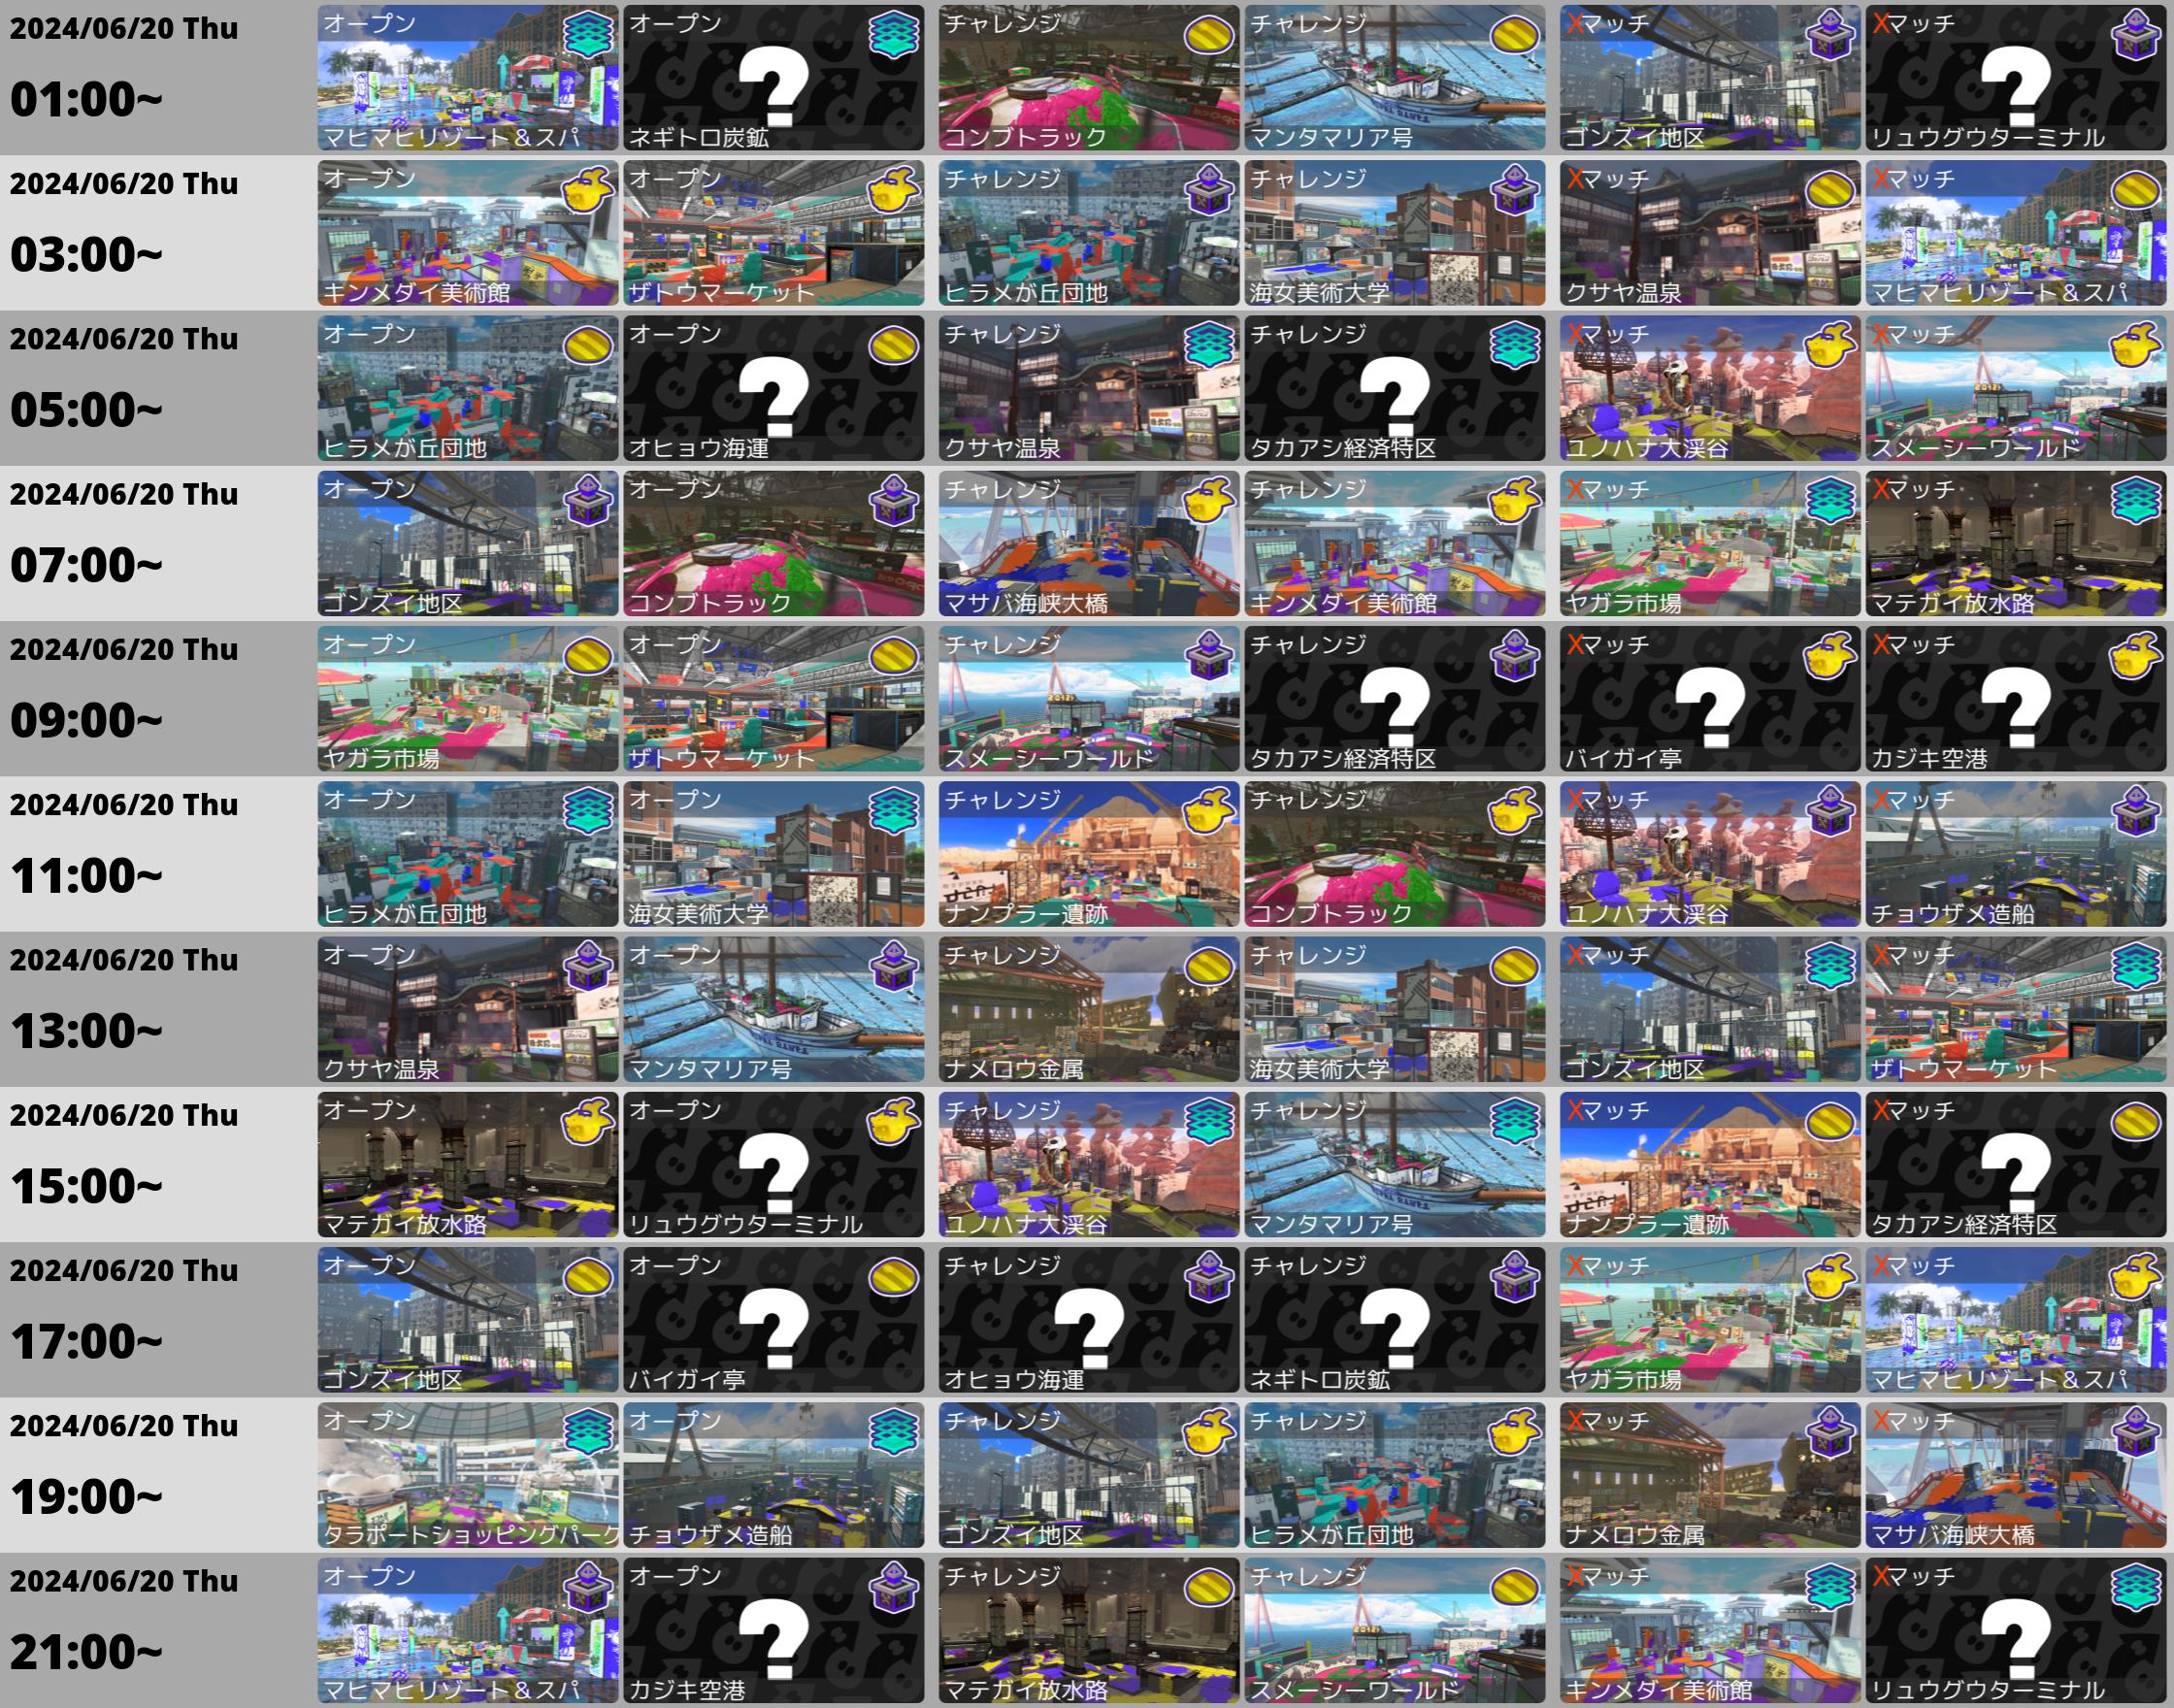 2024/06/20 Thu
01:00~
オープン
マヒマヒリゾート＆スパ
オープン
ネギトロ炭鉱
チャレンジ
コンブトラック
チャレンジ
マンタマリア号
Xマッチ
ゴンズイ地区
Xマッチ
リュウグウターミナル
2024/06/20 Thu
03:00~
オープン
キンメダイ美術館
オープン
ザトウマーケット
チャレンジ
ヒラメが丘団地
チャレンジ
海女美術大学
Xマッチ
クサヤ温泉
Xマッチ
マヒマヒリゾート＆スパ
2024/06/20 Thu
05:00~
オープン
ヒラメが丘団地
オープン
オヒョウ海運
チャレンジ
クサヤ温泉
チャレンジ
タカアシ経済特区
Xマッチ
ユノハナ大渓谷
Xマッチ
スメーシーワールド
2024/06/20 Thu
07:00~
オープン
ゴンズイ地区
オープン
コンブトラック
チャレンジ
マサバ海峡大橋
チャレンジ
キンメダイ美術館
Xマッチ
ヤガラ市場
Xマッチ
マテガイ放水路
2024/06/20 Thu
09:00~
オープン
ヤガラ市場
オープン
ザトウマーケット
チャレンジ
スメーシーワールド
チャレンジ
タカアシ経済特区
Xマッチ
バイガイ亭
Xマッチ
カジキ空港
2024/06/20 Thu
11:00~
オープン
ヒラメが丘団地
オープン
海女美術大学
チャレンジ
ナンプラー遺跡
チャレンジ
コンブトラック
Xマッチ
ユノハナ大渓谷
Xマッチ
チョウザメ造船
2024/06/20 Thu
13:00~
オープン
クサヤ温泉
オープン
マンタマリア号
チャレンジ
ナメロウ金属
チャレンジ
海女美術大学
Xマッチ
ゴンズイ地区
Xマッチ
ザトウマーケット
2024/06/20 Thu
15:00~
オープン
マテガイ放水路
オープン
リュウグウターミナル
チャレンジ
ユノハナ大渓谷
チャレンジ
マンタマリア号
Xマッチ
ナンプラー遺跡
Xマッチ
タカアシ経済特区
2024/06/20 Thu
17:00~
オープン
ゴンズイ地区
オープン
バイガイ亭
チャレンジ
オヒョウ海運
チャレンジ
ネギトロ炭鉱
Xマッチ
ヤガラ市場
Xマッチ
マヒマヒリゾート＆スパ
2024/06/20 Thu
19:00~
オープン
タラポートショッピングパーク
オープン
チョウザメ造船
チャレンジ
ゴンズイ地区
チャレンジ
ヒラメが丘団地
Xマッチ
ナメロウ金属
Xマッチ
マサバ海峡大橋
2024/06/20 Thu
21:00~
オープン
マヒマヒリゾート＆スパ
オープン
カジキ空港
チャレンジ
マテガイ放水路
チャレンジ
スメーシーワールド
Xマッチ
キンメダイ美術館
Xマッチ
リュウグウターミナル